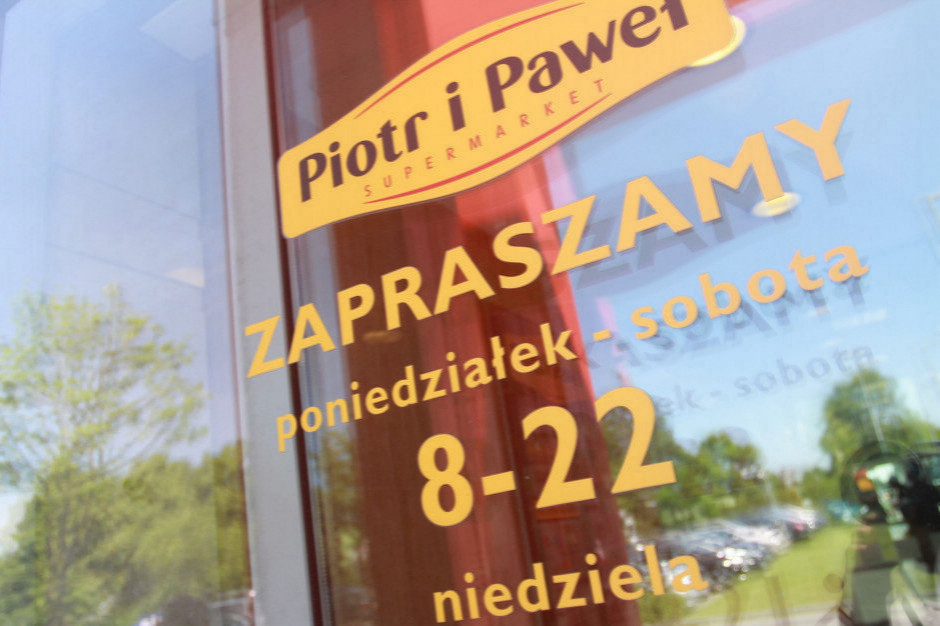 Piotr i Paweł
SUPERMARKET
ZAPRASZAMY
poniedziałek - sobota
8-22
niedziela